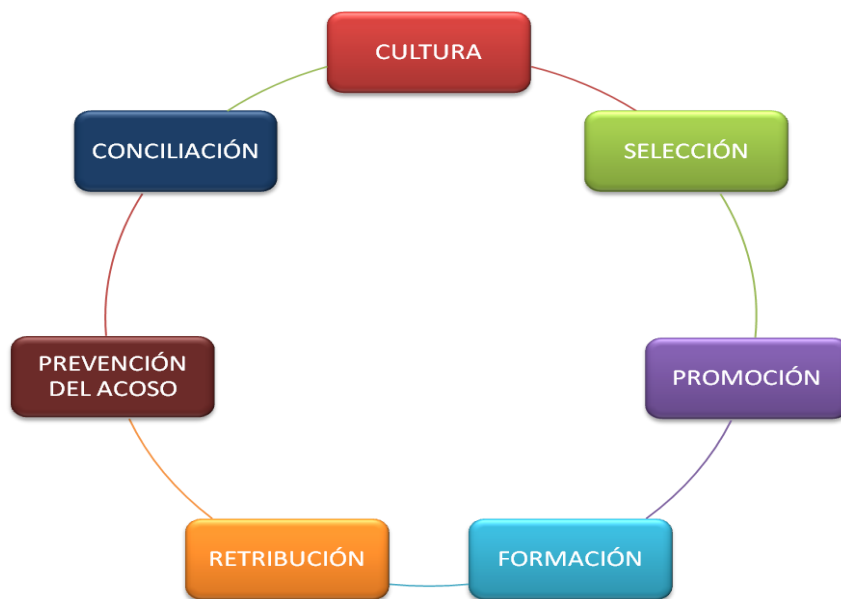 CULTURA
SELECCIÓN
PROMOCIÓN
FORMACIÓN
RETRIBUCIÓN
PREVENCIÓN
DEL ACOSO
CONCILIACIÓN